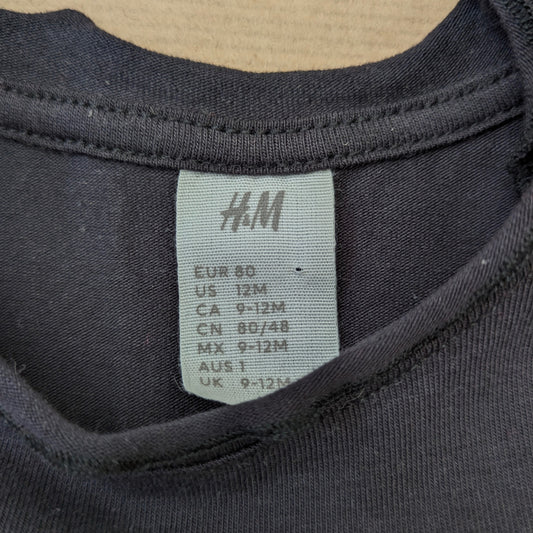 H&M
EUR 80
US 12M
CA 9-12M
CN 80/48
MX 9-12M
AUS 1
UK 9-12M